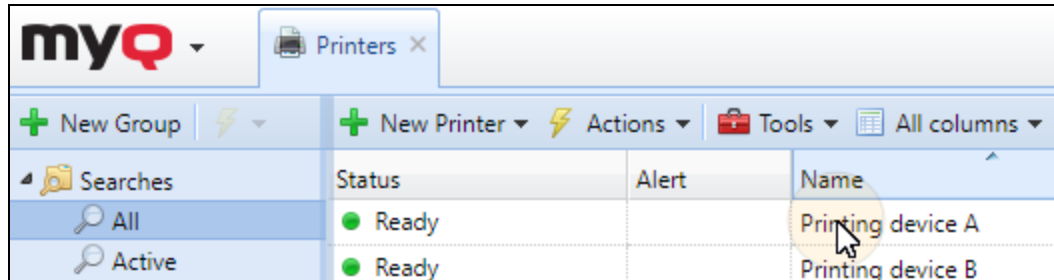 myQ
Printers
New Group
New Printer Actions Tools All columns
Searches
Status Alert Name
All
Ready Printing device A
Active
Ready Printing device B